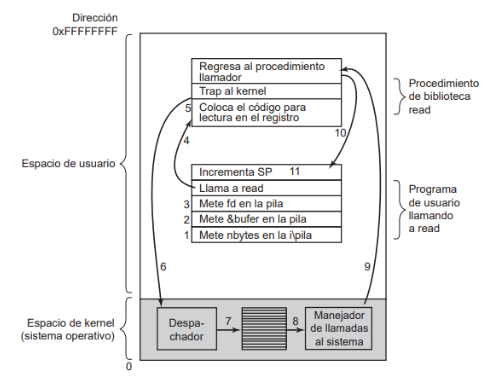 Dirección
0xFFFFFFFF
Regresa al procedimiento
llamador
Trap al kernel
5 Coloca el código para
lectura en el registro
4
10
Procedimiento
de biblioteca
read
Espacio de usuario
Incrementa SP 11
Llama a read
3 Mete fd en la pila
2 Mete &bufer en la pila
1 Mete nbytes en la i\pila
Programa
de usuario
llamando
a read
6
9
Espacio de kernel
(sistema operativo)
Despa-
chador
7
8
Manejador
de llamadas
al sistema
0